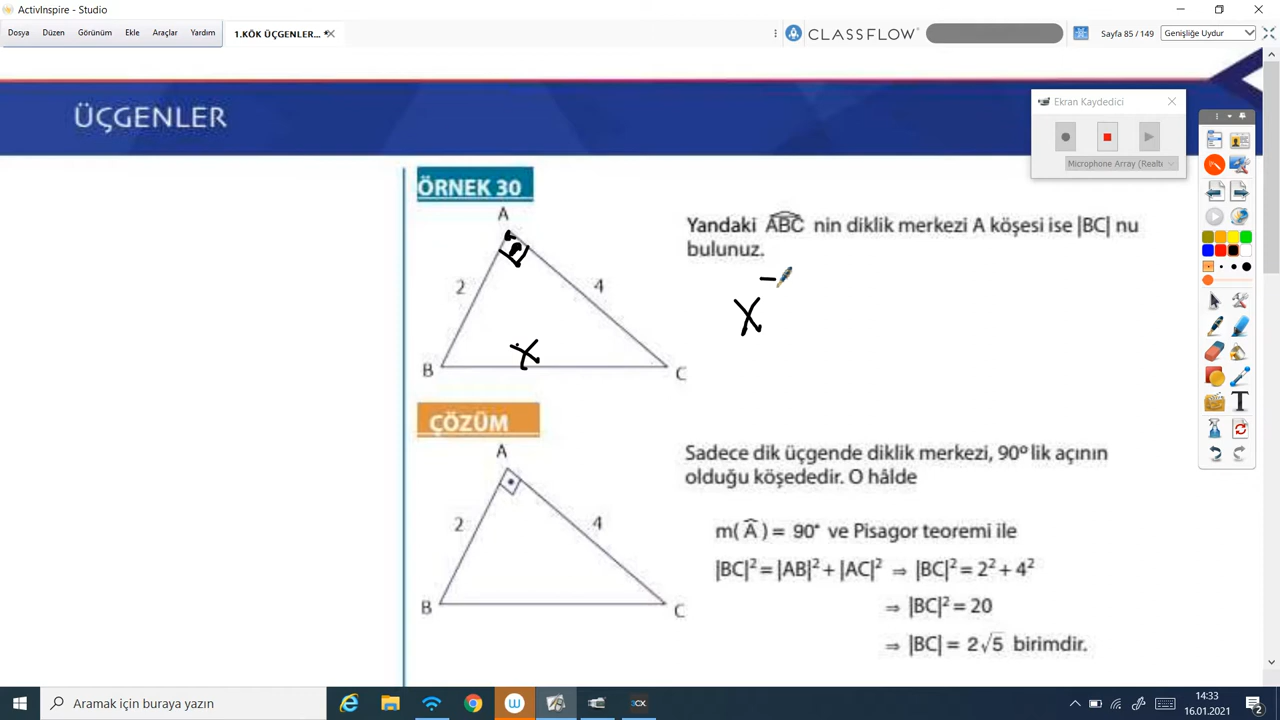 ActivInspire - Studio
Dosya Düzen Görünüm Ekle Araçlar Yardım
1.KÖK ÜÇGENLER...*
CLASSFLOW
Sayfa 85 / 149
Genişliğe Uydur
ÜÇGENLER
Ekran Kaydedici
Microphone Array (Realte
ÖRNEK 30
A
2
4
B
C
x
Yandaki ABC nin diklik merkezi A köşesi ise |BC| nu
bulunuz.
x
ÇÖZÜM
A
2
4
B
C
Sadece dik üçgende diklik merkezi, 90º lik açının
olduğu köşededir. O hâlde
m(Â) = 90° ve Pisagor teoremi ile
|BC|² = |AB|² + |AC|² ⇒ |BC|² = 2² + 4²
⇒ |BC|² = 20
⇒ |BC| = 2√5 birimdir.
Aramak için buraya yazın
14:33
16.01.2021
2